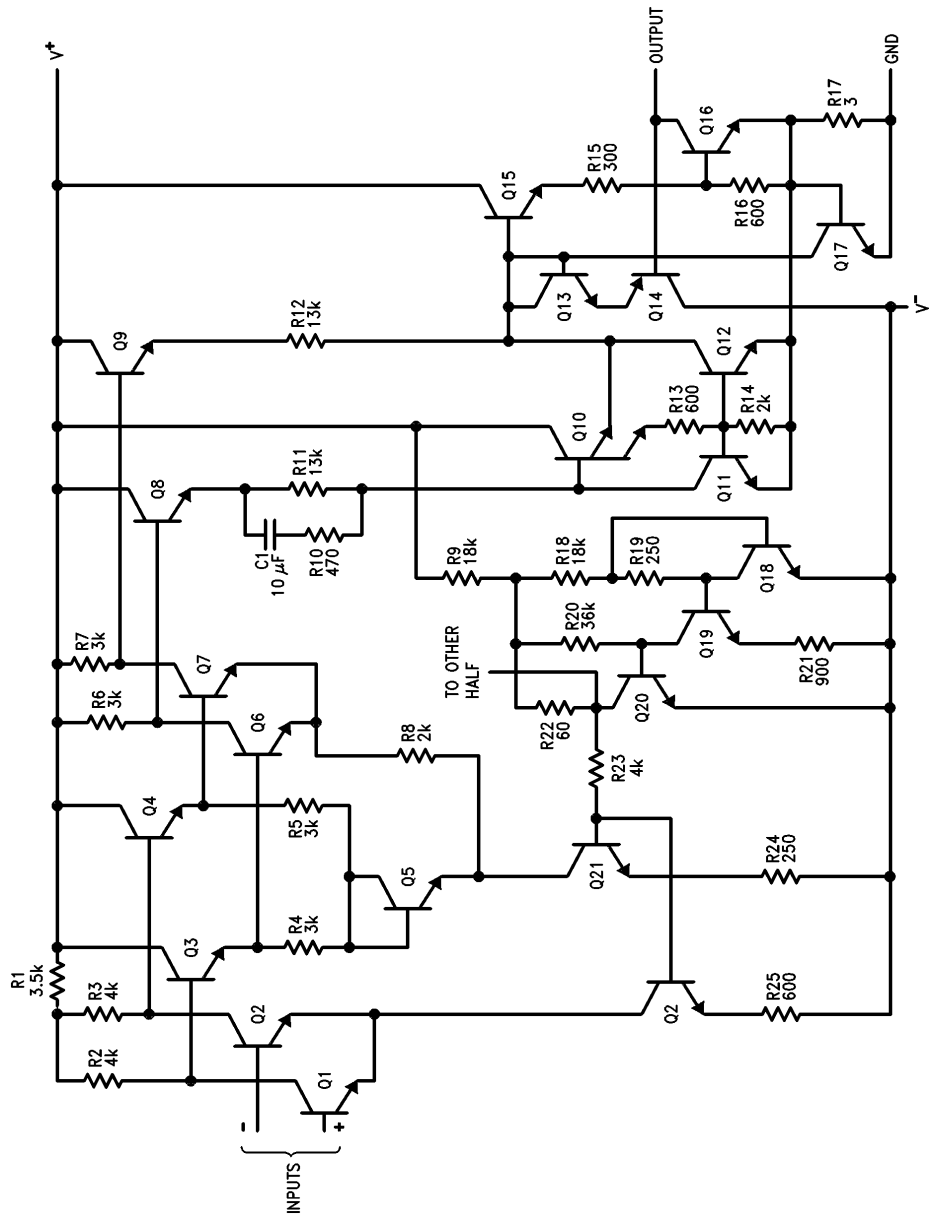 V+
R7
3k
R6
3k
R1
3.5k
R3
4k
R2
4k
Q9
Q8
Q7
Q4
Q6
Q3
Q2
Q1
-
+
INPUTS
R12
13k
R11
13k
C1
10 μF
R10
470
R5
3k
R4
3k
R8
2k
Q5
Q15
R15
300
OUTPUT
Q16
R16
600
R17
3
GND
Q13
Q14
Q17
V-
Q10
R13
600
Q12
R14
2k
Q11
R9
18k
R18
18k
R19
250
Q18
R20
36k
Q19
R21
900
TO OTHER
HALF
R22
60
Q20
R23
4k
Q21
R24
250
Q2
R25
600